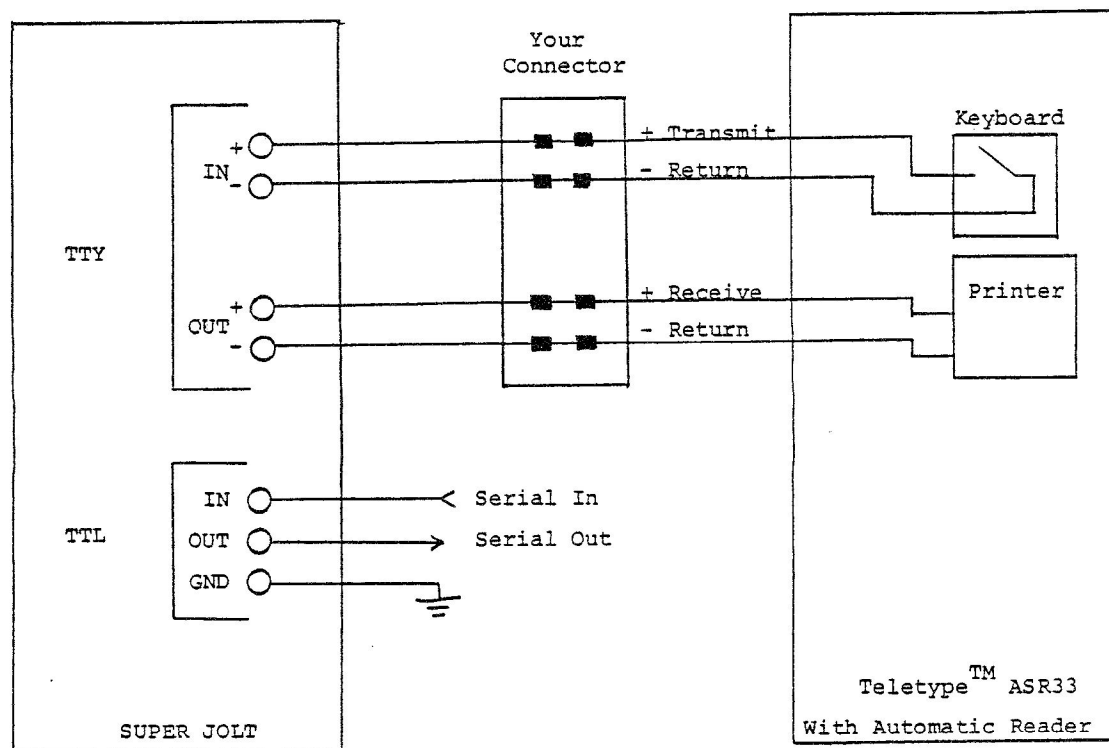 Your
Connector
+ Transmit
Keyboard
+
IN
-
- Return
TTY
+ Receive
Printer
+
OUT
-
- Return
IN
Serial In
TTL
OUT
Serial Out
GND
Teletype™ ASR33
SUPER JOLT
With Automatic Reader